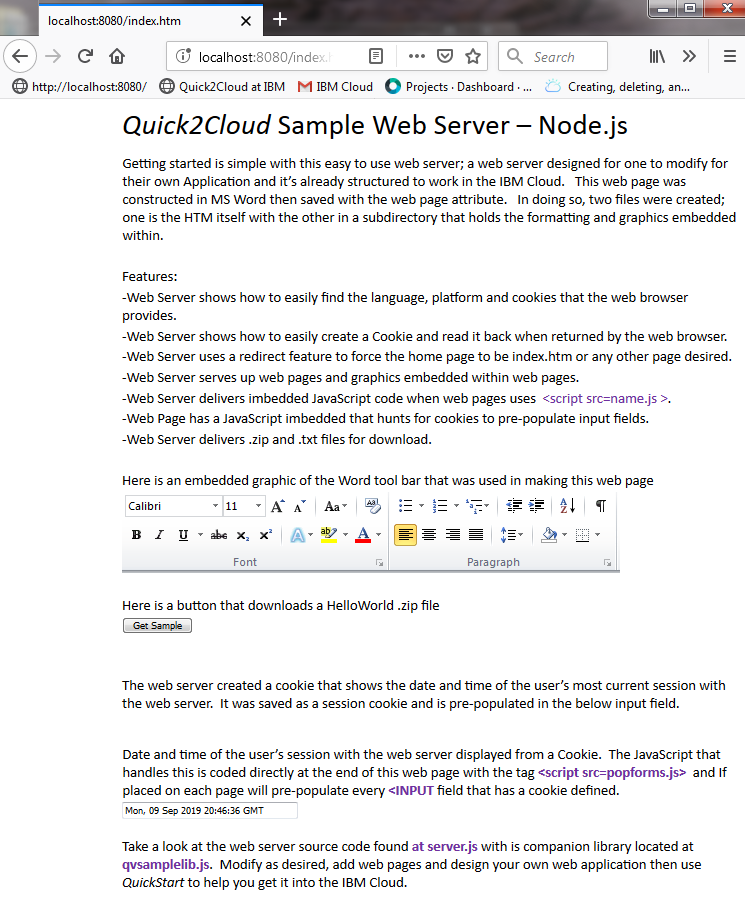 localhost:8080/index.htm
localhost:8080/index.
Search
http://localhost:8080/
Quick2Cloud at IBM
IBM Cloud
Projects · Dashboard · ...
Creating, deleting, an...
Quick2Cloud Sample Web Server – Node.js
Getting started is simple with this easy to use web server; a web server designed for one to modify for
their own Application and it’s already structured to work in the IBM Cloud.   This web page was
constructed in MS Word then saved with the web page attribute.   In doing so, two files were created;
one is the HTM itself with the other in a subdirectory that holds the formatting and graphics embedded
within.
Features:
-Web Server shows how to easily find the language, platform and cookies that the web browser
provides.
-Web Server shows how to easily create a Cookie and read it back when returned by the web browser.
-Web Server uses a redirect feature to force the home page to be index.htm or any other page desired.
-Web Server serves up web pages and graphics embedded within web pages.
-Web Server delivers imbedded JavaScript code when web pages uses  <script src=name.js >.
-Web Page has a JavaScript imbedded that hunts for cookies to pre-populate input fields.
-Web Server delivers .zip and .txt files for download.
Here is an embedded graphic of the Word tool bar that was used in making this web page
Calibri 11 A A Aa
B I U abc X₂ X² A ab A
Font
Paragraph
Here is a button that downloads a HelloWorld .zip file
Get Sample
The web server created a cookie that shows the date and time of the user’s most current session with
the web server.  It was saved as a session cookie and is pre-populated in the below input field.
Date and time of the user’s session with the web server displayed from a Cookie.  The JavaScript that
handles this is coded directly at the end of this web page with the tag <script src=popforms.js>  and If
placed on each page will pre-populate every <INPUT field that has a cookie defined.
Mon, 09 Sep 2019 20:46:36 GMT
Take a look at the web server source code found at server.js with is companion library located at
qvsamplelib.js.  Modify as desired, add web pages and design your own web application then use
QuickStart to help you get it into the IBM Cloud.